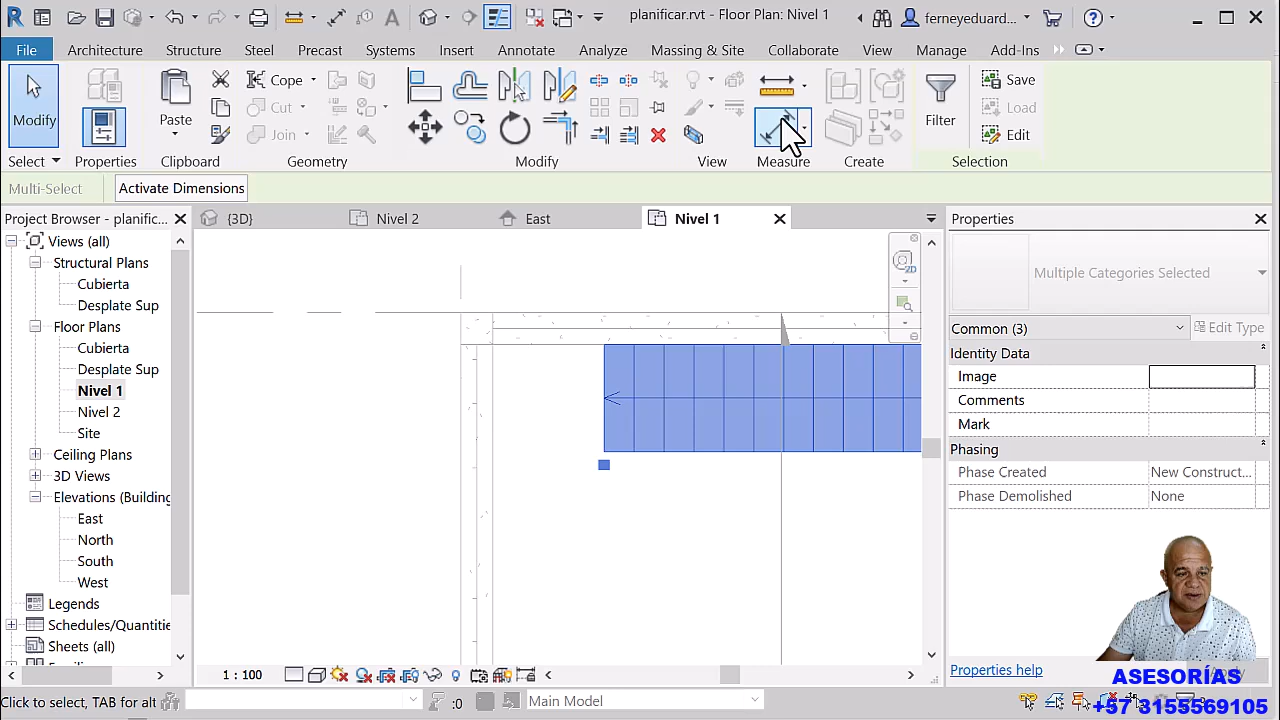 planificar.rvt - Floor Plan: Nivel 1
ferneyeduard...
File
Architecture
Structure
Steel
Precast
Systems
Insert
Annotate
Analyze
Massing & Site
Collaborate
View
Manage
Add-Ins
Modify
Paste
Cope
Cut
Join
Filter
Save
Load
Edit
Select
Properties
Clipboard
Geometry
Modify
View
Measure
Create
Selection
Multi-Select
Activate Dimensions
Project Browser - planific...
{3D}
Nivel 2
East
Nivel 1
Properties
Views (all)
Structural Plans
Cubierta
Desplate Sup
Floor Plans
Cubierta
Desplate Sup
Nivel 1
Nivel 2
Site
Ceiling Plans
3D Views
Elevations (Building
East
North
South
West
Legends
Schedules/Quantitie
Sheets (all)
2D
Multiple Categories Selected
Common (3)
Edit Type
Identity Data
Image
Comments
Mark
Phasing
Phase Created
New Construct...
Phase Demolished
None
Properties help
1 : 100
Click to select, TAB for alt
:0
Main Model
ASESORÍAS
+57 3155569105